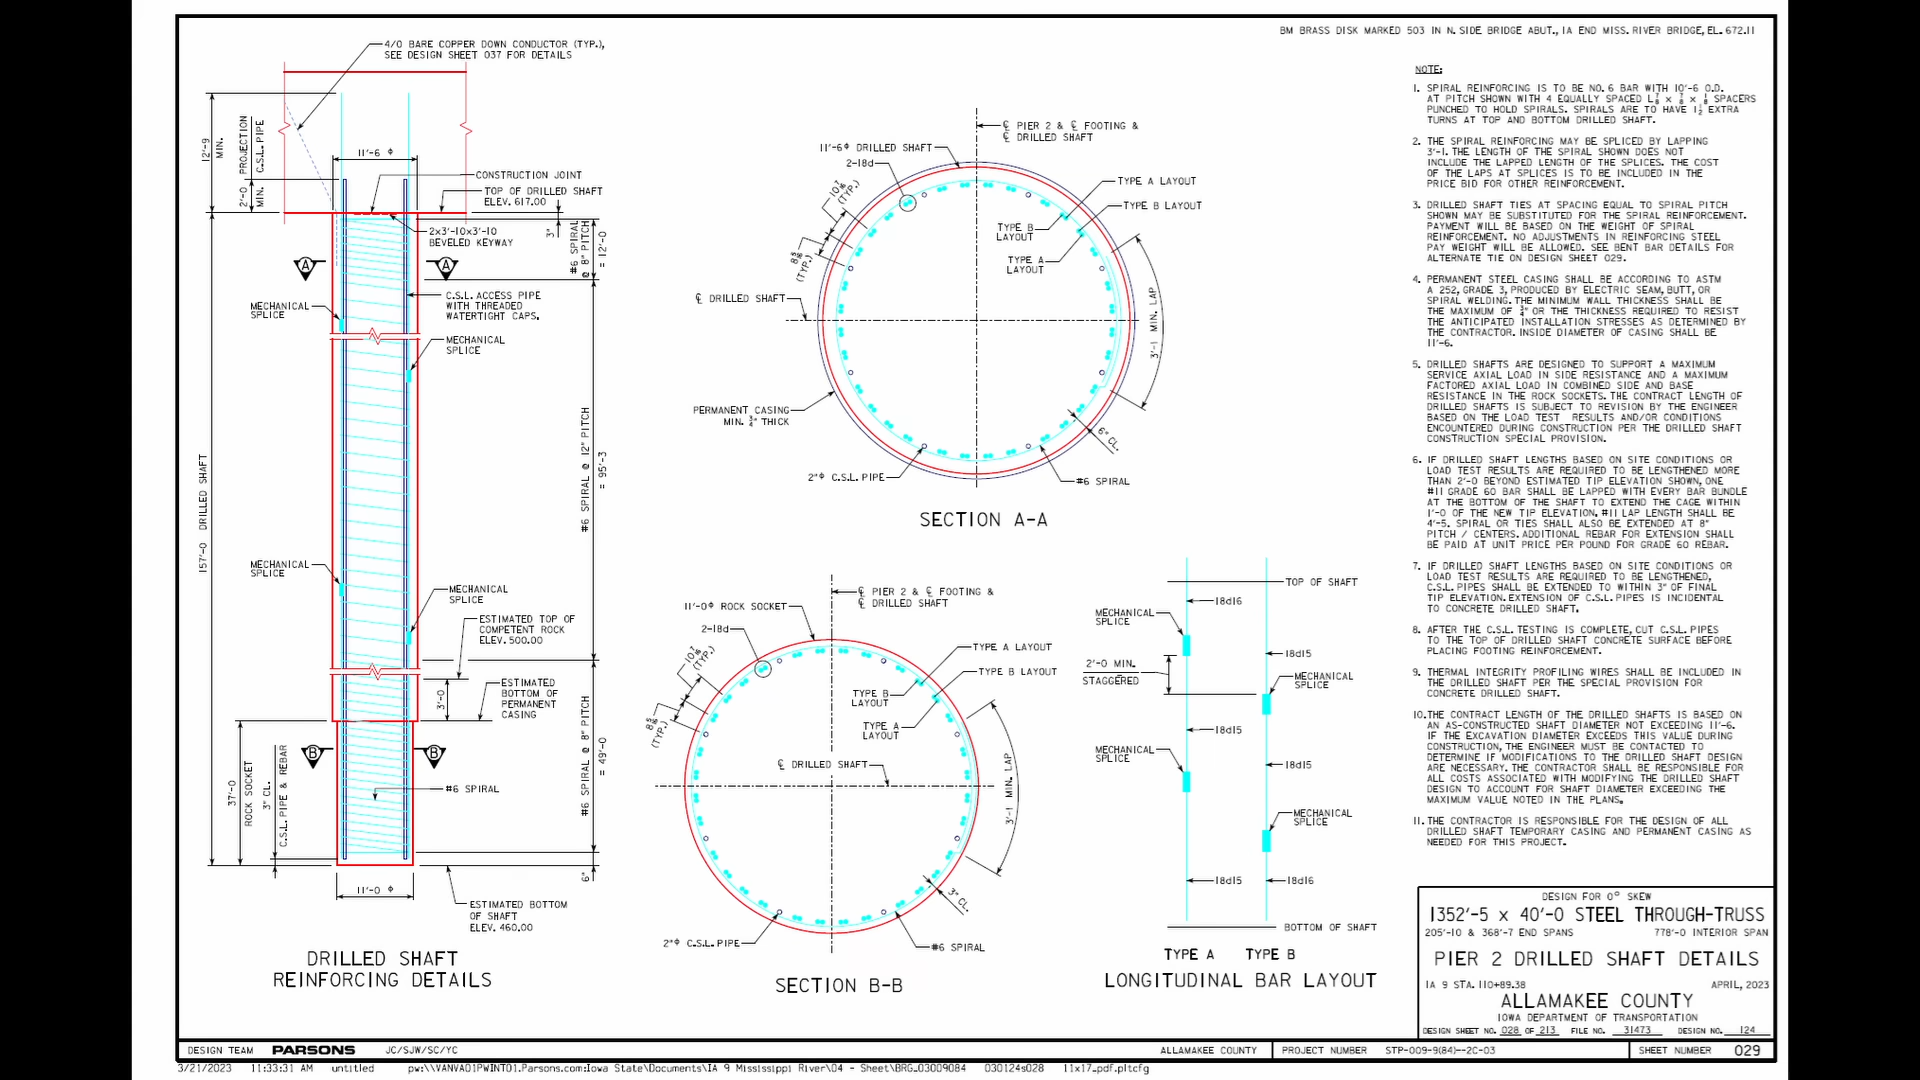 BM BRASS DISK MARKED 503 IN N. SIDE BRIDGE ABUT., IA END MISS. RIVER BRIDGE, EL. 672.11
4/0 BARE COPPER DOWN CONDUCTOR (TYP.),
SEE DESIGN SHEET 037 FOR DETAILS
12'-9
MIN.
2'-0 PROJECTION
MIN. C.S.L. PIPE
11'-6 Φ
CONSTRUCTION JOINT
TOP OF DRILLED SHAFT
ELEV. 617.00
2x3'-10x3'-10
BEVELED KEYWAY
3"
#6 SPIRAL
@ 8" PITCH
= 12'-0
A
A
MECHANICAL
SPLICE
C.S.L. ACCESS PIPE
WITH THREADED
WATERTIGHT CAPS.
MECHANICAL
SPLICE
157'-0 DRILLED SHAFT
#6 SPIRAL @ 12" PITCH
= 95'-3
MECHANICAL
SPLICE
MECHANICAL
SPLICE
ESTIMATED TOP OF
COMPETENT ROCK
ELEV. 500.00
3'-0
ESTIMATED
BOTTOM OF
PERMANENT
CASING
B
B
37'-0
ROCK SOCKET
3" CL.
C.S.L. PIPE & REBAR
#6 SPIRAL
#6 SPIRAL @ 8" PITCH
= 49'-0
6"
11'-0 Φ
ESTIMATED BOTTOM
OF SHAFT
ELEV. 460.00
DRILLED SHAFT
REINFORCING DETAILS
℄ PIER 2 & ℄ FOOTING &
℄ DRILLED SHAFT
11'-6Φ DRILLED SHAFT
2-18d
10 7/16
(TYP.)
8 5/16
(TYP.)
TYPE A LAYOUT
TYPE B LAYOUT
TYPE B
LAYOUT
TYPE A
LAYOUT
℄ DRILLED SHAFT
3'-1 MIN. LAP
PERMANENT CASING
MIN. 3/4" THICK
6" CL.
2"Φ C.S.L. PIPE
#6 SPIRAL
SECTION A-A
℄ PIER 2 & ℄ FOOTING &
℄ DRILLED SHAFT
11'-0Φ ROCK SOCKET
2-18d
10 7/16
(TYP.)
8 5/16
(TYP.)
TYPE A LAYOUT
TYPE B LAYOUT
TYPE B
LAYOUT
TYPE A
LAYOUT
℄ DRILLED SHAFT
3'-1 MIN. LAP
3" CL.
2"Φ C.S.L. PIPE
#6 SPIRAL
SECTION B-B
TOP OF SHAFT
18d16
MECHANICAL
SPLICE
18d15
2'-0 MIN.
STAGGERED
MECHANICAL
SPLICE
18d15
MECHANICAL
SPLICE
18d15
MECHANICAL
SPLICE
18d15
18d16
BOTTOM OF SHAFT
TYPE A TYPE B
LONGITUDINAL BAR LAYOUT
NOTE:
1. SPIRAL REINFORCING IS TO BE NO. 6 BAR WITH 10'-6 O.D.
AT PITCH SHOWN WITH 4 EQUALLY SPACED L 7/8 x 7/8 x 1/8 SPACERS
PUNCHED TO HOLD SPIRALS. SPIRALS ARE TO HAVE 1 1/2 EXTRA
TURNS AT TOP AND BOTTOM DRILLED SHAFT.
2. THE SPIRAL REINFORCING MAY BE SPLICED BY LAPPING
3'-1. THE LENGTH OF THE SPIRAL SHOWN DOES NOT
INCLUDE THE LAPPED LENGTH OF THE SPLICES. THE COST
OF THE LAPS AT SPLICES IS TO BE INCLUDED IN THE
PRICE BID FOR OTHER REINFORCEMENT.
3. DRILLED SHAFT TIES AT SPACING EQUAL TO SPIRAL PITCH
SHOWN MAY BE SUBSTITUTED FOR THE SPIRAL REINFORCEMENT.
PAYMENT WILL BE BASED ON THE WEIGHT OF SPIRAL
REINFORCEMENT. NO ADJUSTMENTS IN REINFORCING STEEL
PAY WEIGHT WILL BE ALLOWED. SEE BENT BAR DETAILS FOR
ALTERNATE TIE ON DESIGN SHEET 029.
4. PERMANENT STEEL CASING SHALL BE ACCORDING TO ASTM
A 252, GRADE 3, PRODUCED BY ELECTRIC SEAM, BUTT, OR
SPIRAL WELDING. THE MINIMUM WALL THICKNESS SHALL BE
THE MAXIMUM OF 3/4" OR THE THICKNESS REQUIRED TO RESIST
THE ANTICIPATED INSTALLATION STRESSES AS DETERMINED BY
THE CONTRACTOR. INSIDE DIAMETER OF CASING SHALL BE
11'-6.
5. DRILLED SHAFTS ARE DESIGNED TO SUPPORT A MAXIMUM
SERVICE AXIAL LOAD IN SIDE RESISTANCE AND A MAXIMUM
FACTORED AXIAL LOAD IN COMBINED SIDE AND BASE
RESISTANCE IN THE ROCK SOCKETS. THE CONTRACT LENGTH OF
DRILLED SHAFTS IS SUBJECT TO REVISION BY THE ENGINEER
BASED ON THE LOAD TEST RESULTS AND/OR CONDITIONS
ENCOUNTERED DURING CONSTRUCTION PER THE DRILLED SHAFT
CONSTRUCTION SPECIAL PROVISION.
6. IF DRILLED SHAFT LENGTHS BASED ON SITE CONDITIONS OR
LOAD TEST RESULTS ARE REQUIRED TO BE LENGTHENED MORE
THAN 2'-0 BEYOND ESTIMATED TIP ELEVATION SHOWN, ONE
#11 GRADE 60 BAR SHALL BE LAPPED WITH EVERY BAR BUNDLE
AT THE BOTTOM OF THE SHAFT TO EXTEND THE CAGE WITHIN
1'-0 OF THE NEW TIP ELEVATION. #11 LAP LENGTH SHALL BE
4'-5. SPIRAL OR TIES SHALL ALSO BE EXTENDED AT 8"
PITCH / CENTERS. ADDITIONAL REBAR FOR EXTENSION SHALL
BE PAID AT UNIT PRICE PER POUND FOR GRADE 60 REBAR.
7. IF DRILLED SHAFT LENGTHS BASED ON SITE CONDITIONS OR
LOAD TEST RESULTS ARE REQUIRED TO BE LENGTHENED,
C.S.L. PIPES SHALL BE EXTENDED TO WITHIN 3" OF FINAL
TIP ELEVATION. EXTENSION OF C.S.L. PIPES IS INCIDENTAL
TO CONCRETE DRILLED SHAFT.
8. AFTER THE C.S.L. TESTING IS COMPLETE, CUT C.S.L. PIPES
TO THE TOP OF DRILLED SHAFT CONCRETE SURFACE BEFORE
PLACING FOOTING REINFORCEMENT.
9. THERMAL INTEGRITY PROFILING WIRES SHALL BE INCLUDED IN
THE DRILLED SHAFT PER THE SPECIAL PROVISION FOR
CONCRETE DRILLED SHAFT.
10. THE CONTRACT LENGTH OF THE DRILLED SHAFTS IS BASED ON
AN AS-CONSTRUCTED SHAFT DIAMETER NOT EXCEEDING 11'-6.
IF THE EXCAVATION DIAMETER EXCEEDS THIS VALUE DURING
CONSTRUCTION, THE ENGINEER MUST BE CONTACTED TO
DETERMINE IF MODIFICATIONS TO THE DRILLED SHAFT DESIGN
ARE NECESSARY. THE CONTRACTOR SHALL BE RESPONSIBLE FOR
ALL COSTS ASSOCIATED WITH MODIFYING THE DRILLED SHAFT
DESIGN TO ACCOUNT FOR SHAFT DIAMETER EXCEEDING THE
MAXIMUM VALUE NOTED IN THE PLANS.
11. THE CONTRACTOR IS RESPONSIBLE FOR THE DESIGN OF ALL
DRILLED SHAFT TEMPORARY CASING AND PERMANENT CASING AS
NEEDED FOR THIS PROJECT.
DESIGN FOR 0° SKEW
1352'-5 x 40'-0 STEEL THROUGH-TRUSS
205'-10 & 368'-7 END SPANS 778'-0 INTERIOR SPAN
PIER 2 DRILLED SHAFT DETAILS
IA 9 STA. 110+89.38 APRIL, 2023
ALLAMAKEE COUNTY
IOWA DEPARTMENT OF TRANSPORTATION
DESIGN SHEET NO. 028 OF 213 FILE NO. 31473 DESIGN NO. 124
DESIGN TEAM PARSONS JC/SJW/SC/YC ALLAMAKEE COUNTY PROJECT NUMBER STP-009-9(84)--2C-03 SHEET NUMBER 029
3/21/2023 11:33:31 AM untitled pw:\\VANVA01PWINT01.Parsons.com:Iowa State\Documents\IA 9 Mississippi River\04 - Sheet\BRG_03009084 030124s028 11x17_pdf.pltcfg